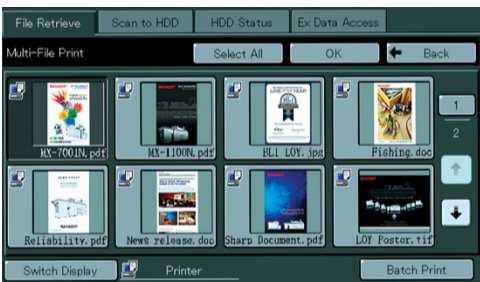 File Retrieve
Scan to HDD
HDD Status
Ex Data Access
Multi-File Print
Select All
OK
Back
1
2
MX-7001N.pdf
MX-1100N.pdf
BLI LOY.jpg
Fishing.doc
Reliability.pdf
News release.doc
Sharp Document.pdf
LOY Postor.tif
Switch Display
Printer
Batch Print